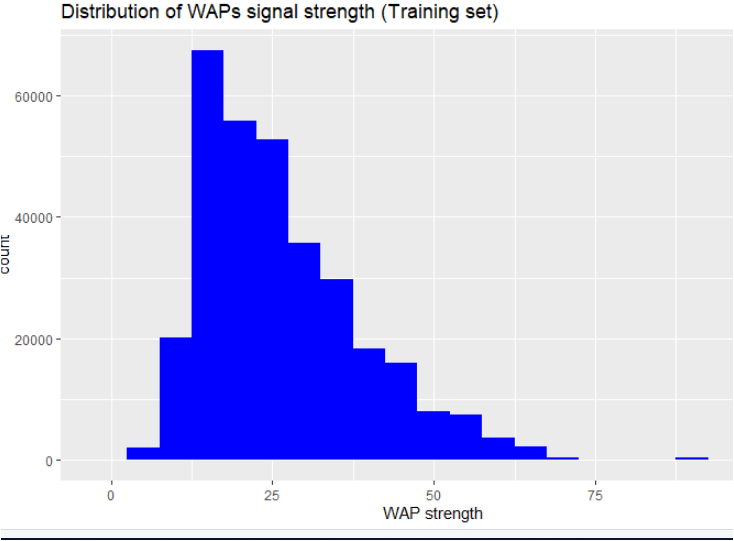 Distribution of WAPs signal strength (Training set)
60000
40000
20000
0
count
0 25 50 75
WAP strength